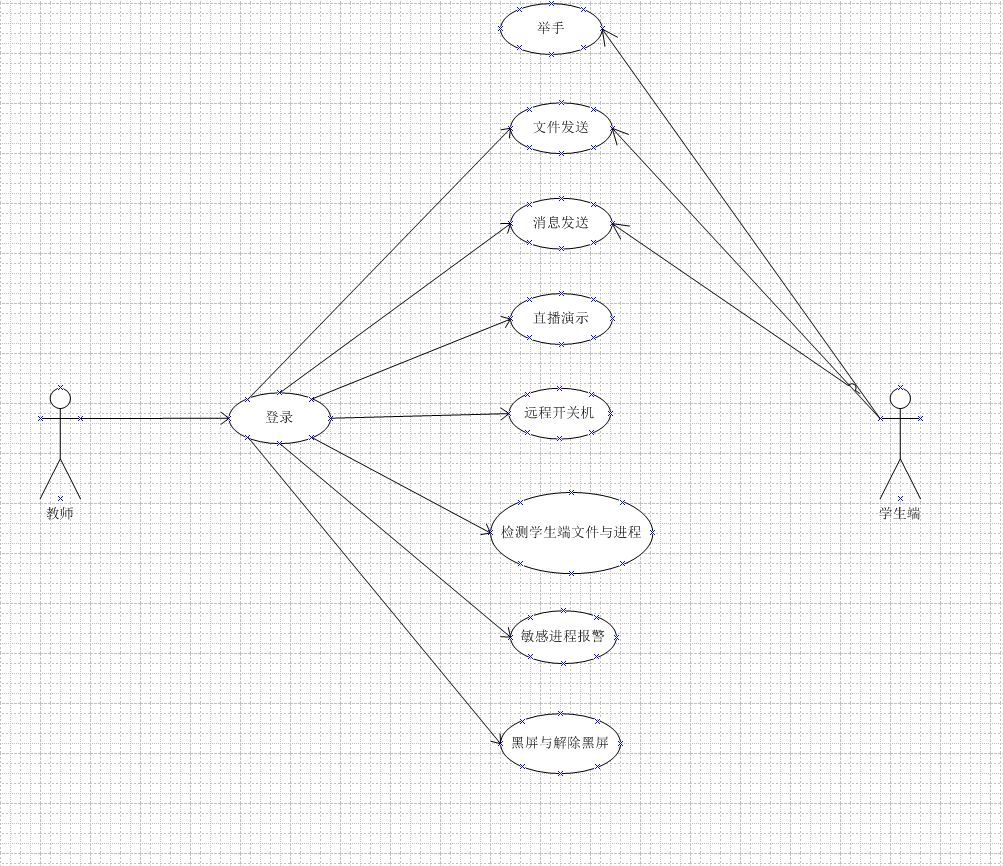 举手
文件发送
消息发送
直播演示
登录
远程开关机
教师
学生端
检测学生端文件与进程
敏感进程报警
黑屏与解除黑屏